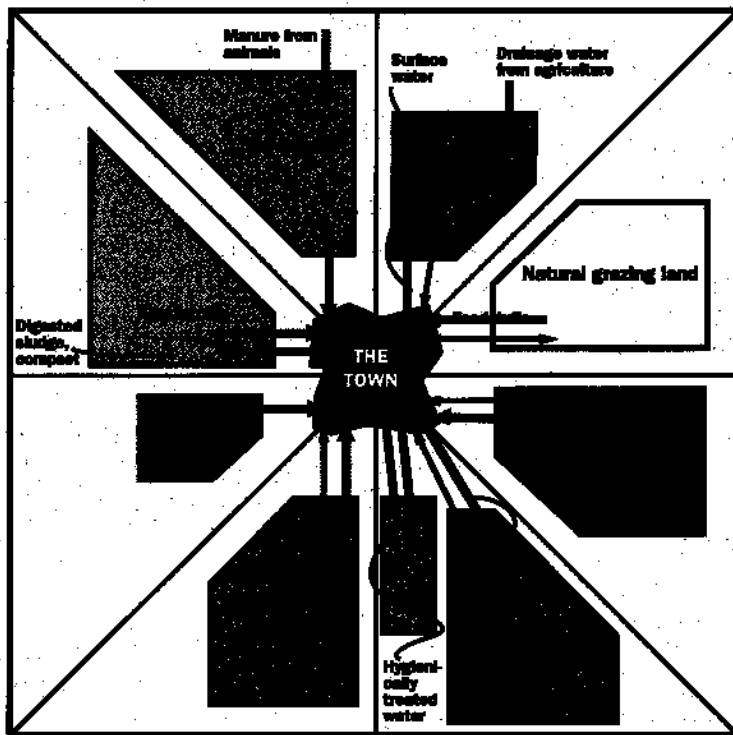 Manure from
animals
Surface
water
Drainage water
from agriculture
Natural grazing land
Digested
sludge,
compost
THE
TOWN
Hygieni-
cally
treated
water